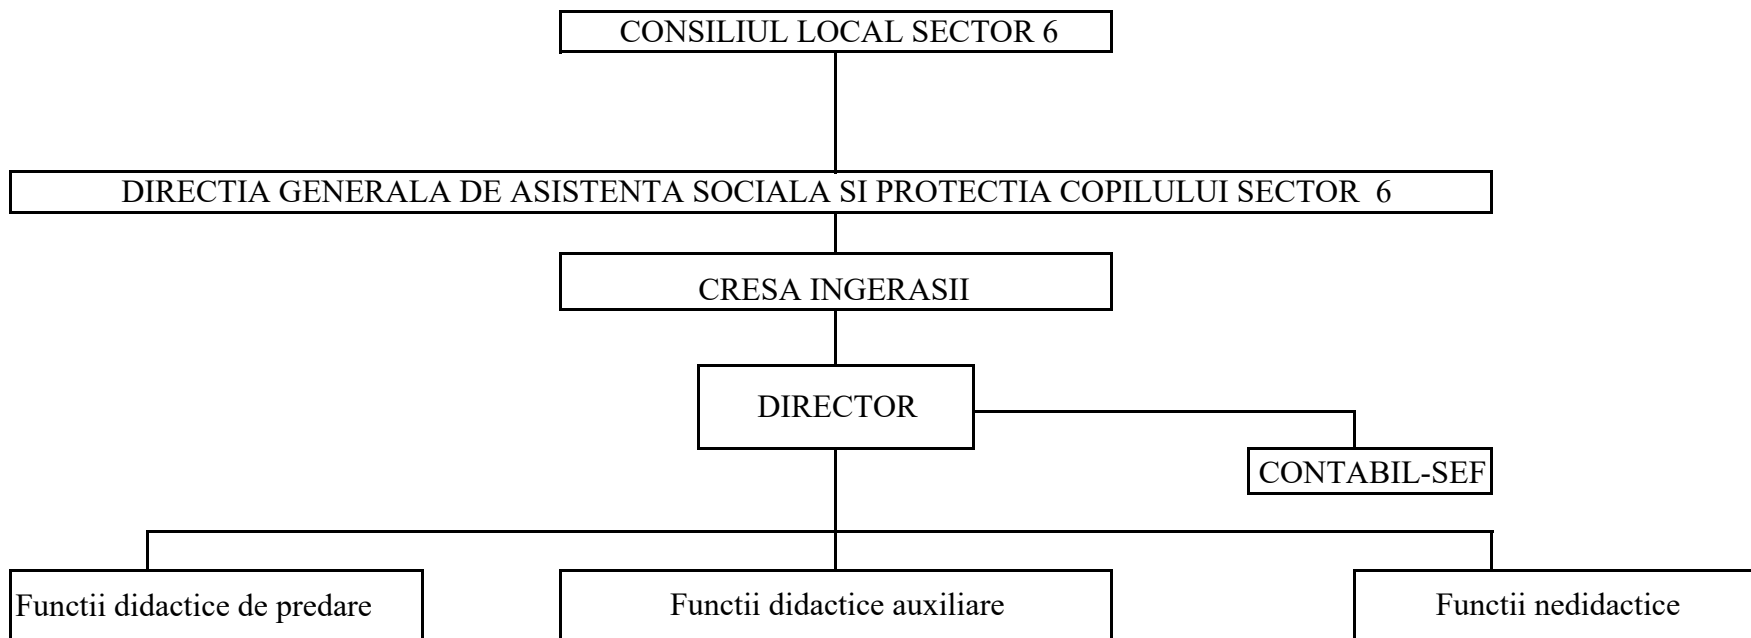 CONSILIUL LOCAL SECTOR 6
DIRECTIA GENERALA DE ASISTENTA SOCIALA SI PROTECTIA COPILULUI SECTOR 6
CRESA INGERASII
DIRECTOR
CONTABIL-SEF
Functii didactice de predare
Functii didactice auxiliare
Functii nedidactice